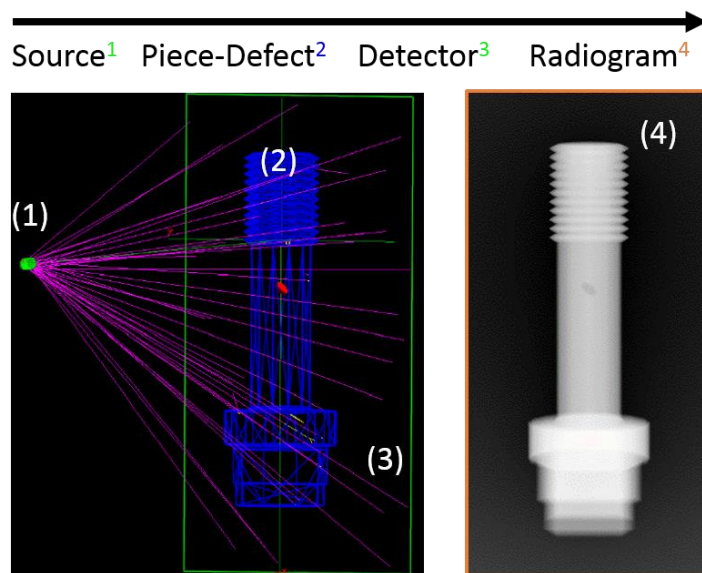 Source¹ Piece-Defect² Detector³ Radiogram⁴
(1)
(2)
(3)
(4)